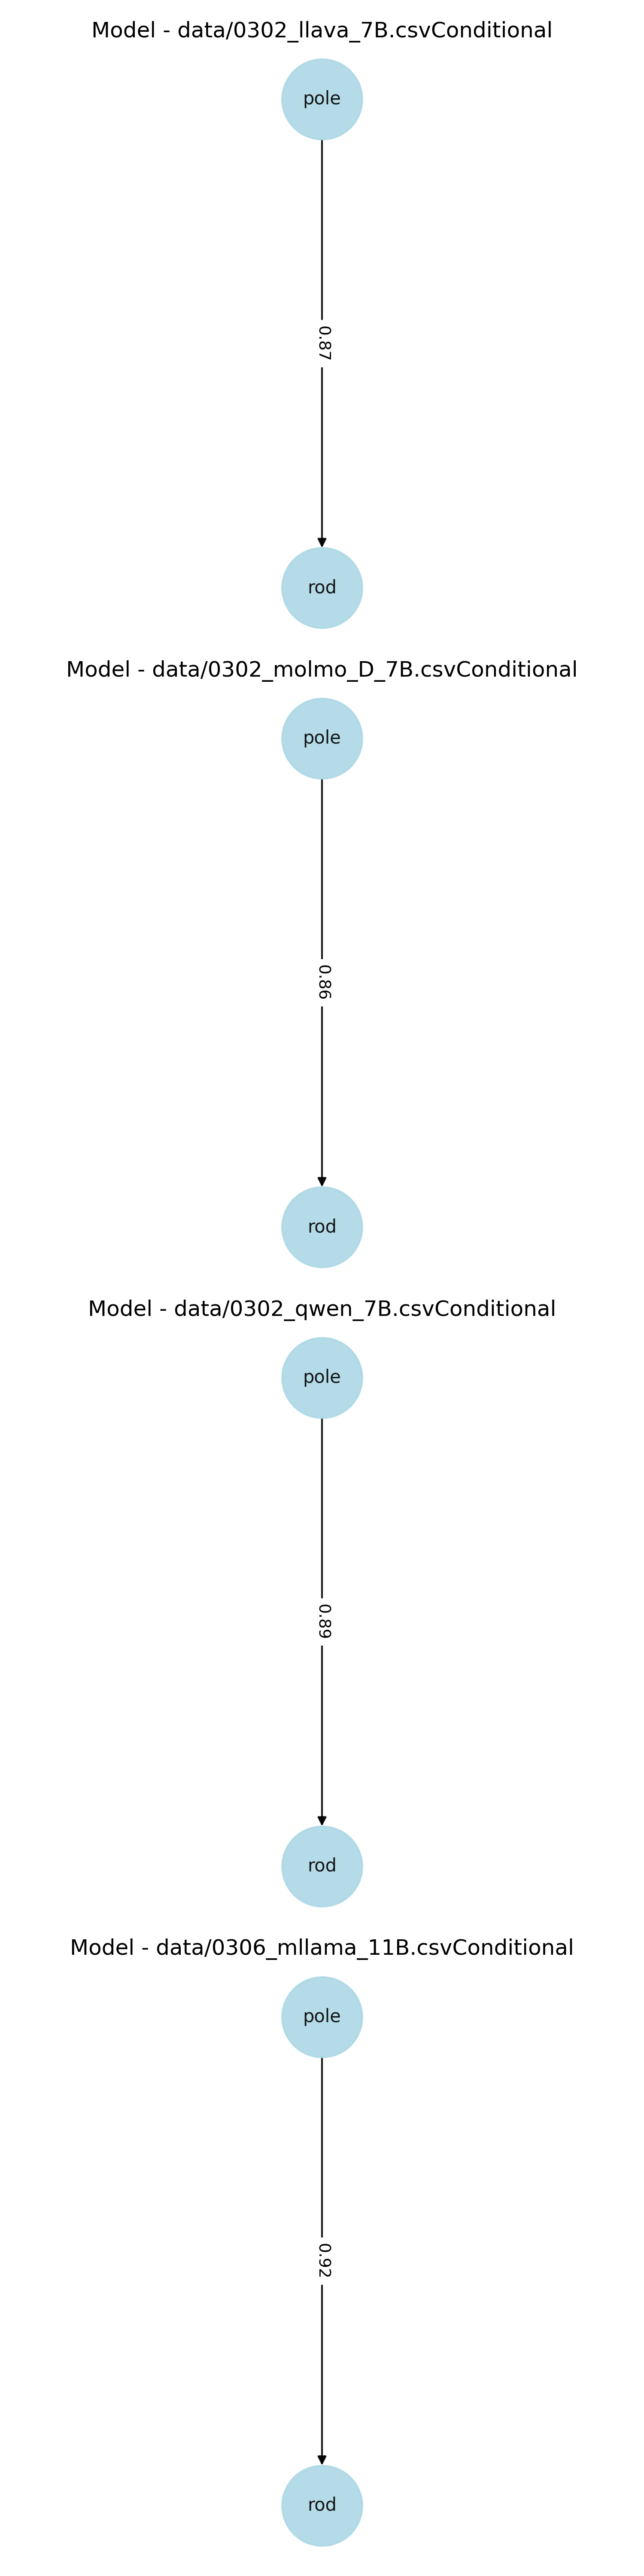 Model - data/0302_llava_7B.csvConditional
pole
0.87
rod
Model - data/0302_molmo_D_7B.csvConditional
pole
0.86
rod
Model - data/0302_qwen_7B.csvConditional
pole
0.89
rod
Model - data/0306_mllama_11B.csvConditional
pole
0.92
rod